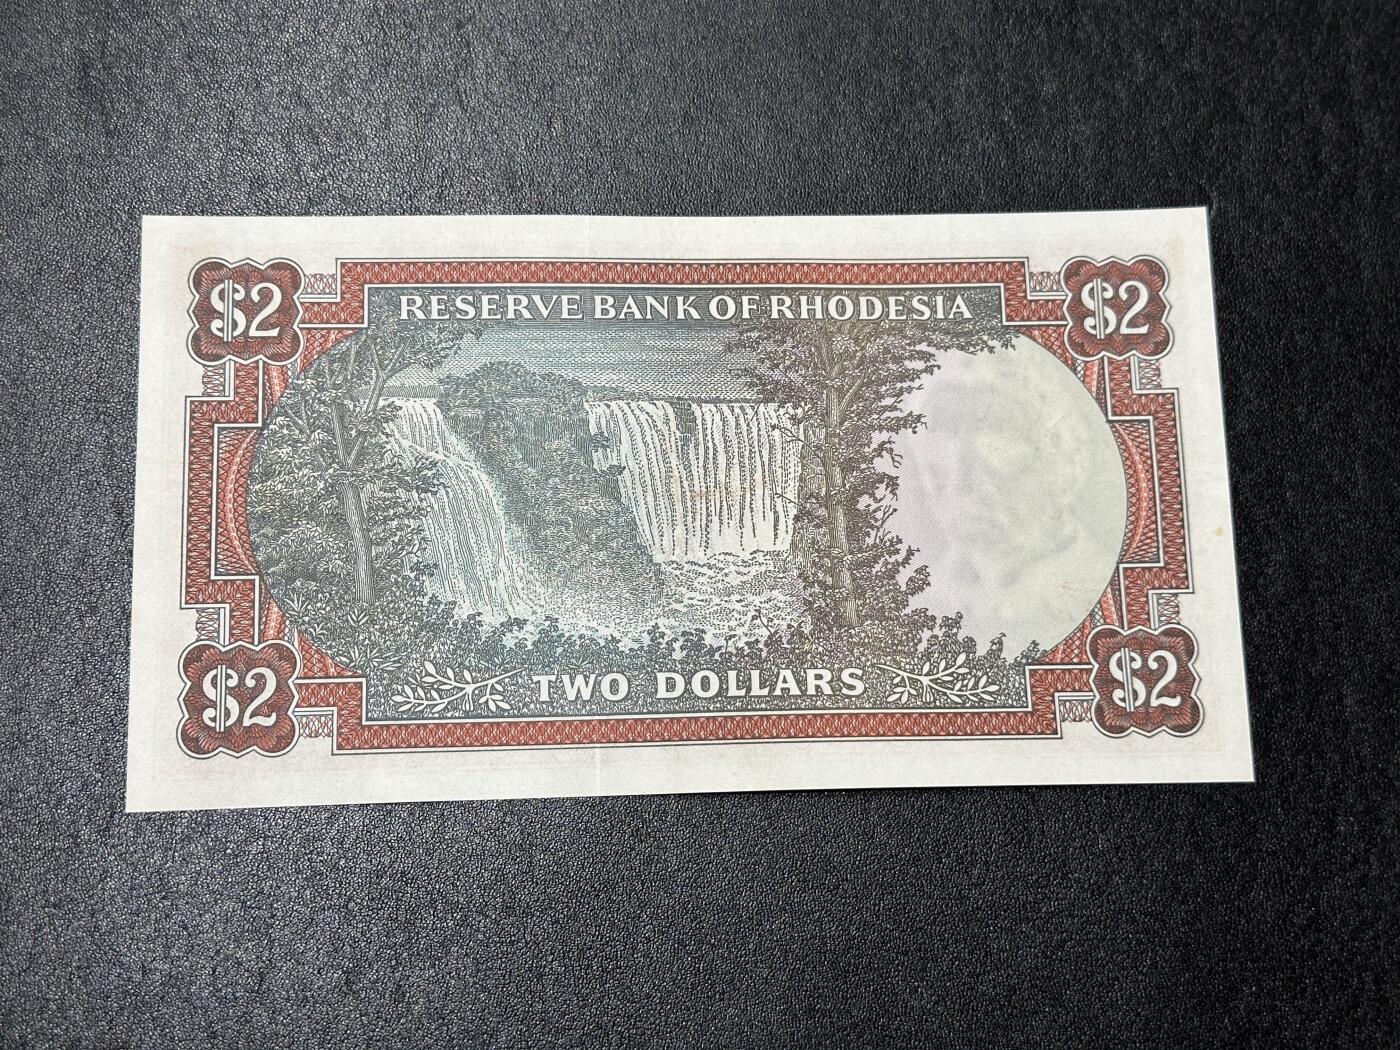 $2 $2
RESERVE BANK OF RHODESIA
TWO DOLLARS
$2 $2